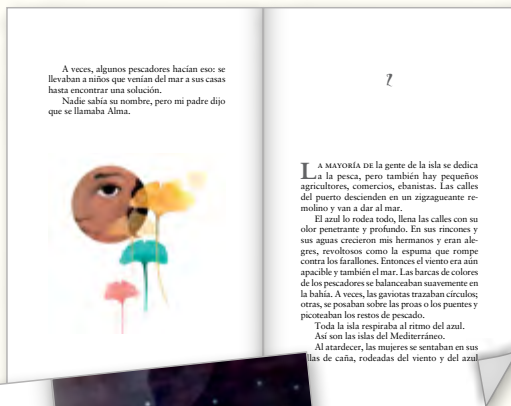 A veces, algunos pescadores hacían eso: se
llevaban a niños que venían del mar a sus casas
hasta encontrar una solución.
Nadie sabía su nombre, pero mi padre dijo
que se llamaba Alma.
2
LA MAYORÍA DE la gente de la isla se dedica
a la pesca, pero también hay pequeños
agricultores, comercios, ebanistas. Las calles
del puerto descienden en un zigzagueante re-
molino y van a dar al mar.
El azul lo rodea todo, llena las calles con su
olor penetrante y profundo. En sus rincones y
sus aguas crecieron mis hermanos y eran ale-
gres, revoltosos como la espuma que rompe
contra los farallones. Entonces el viento era aún
apacible y también el mar. Las barcas de colores
de los pescadores se balanceaban suavemente en
la bahía. A veces, las gaviotas trazaban círculos;
otras, se posaban sobre las proas o los puentes y
picoteaban los restos de pescado.
Toda la isla respiraba al ritmo del azul.
Así son las islas del Mediterráneo.
Al atardecer, las mujeres se sentaban en sus
llas de caña, rodeadas del viento y del azul